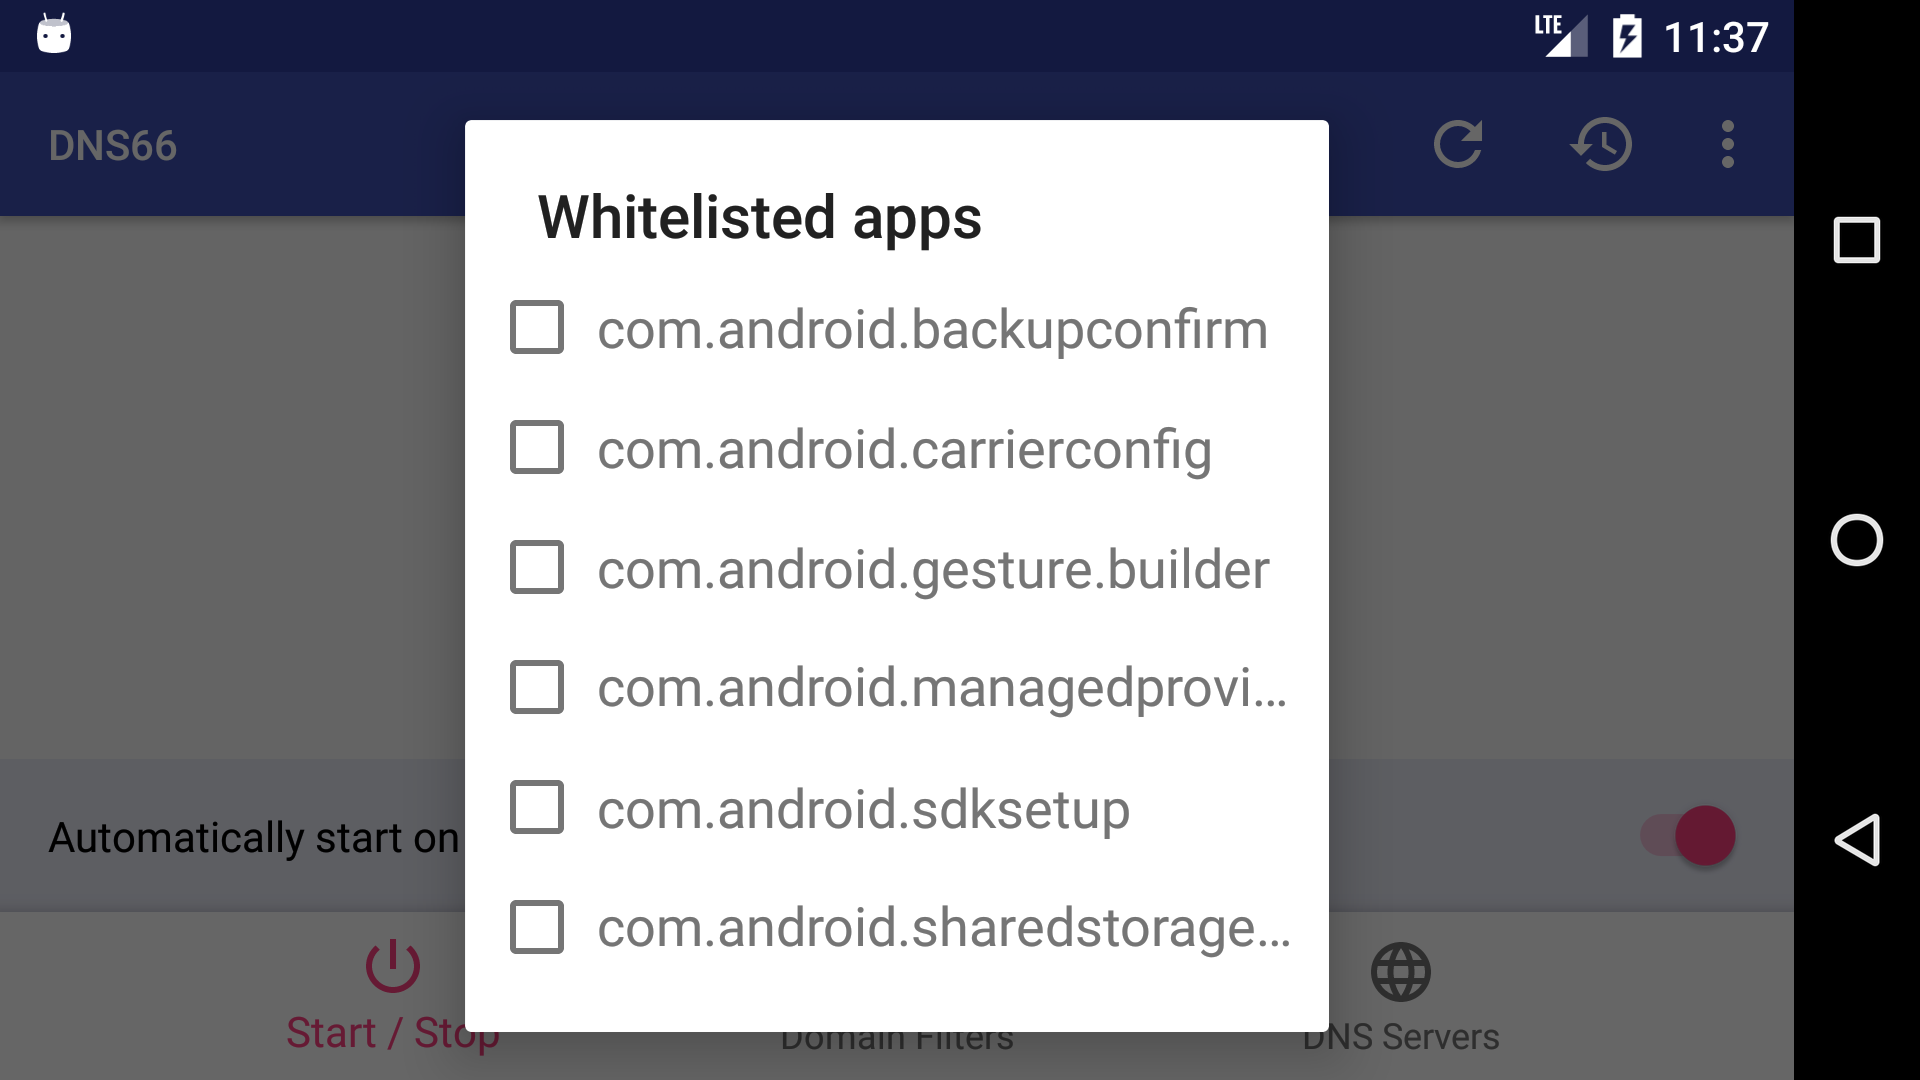 LTE 11:37
DNS66
Whitelisted apps
com.android.backupconfirm
com.android.carrierconfig
com.android.gesture.builder
com.android.managedprovi...
com.android.sdksetup
com.android.sharedstorage...
Automatically start on
Start / Stop
Domain Filters
DNS Servers